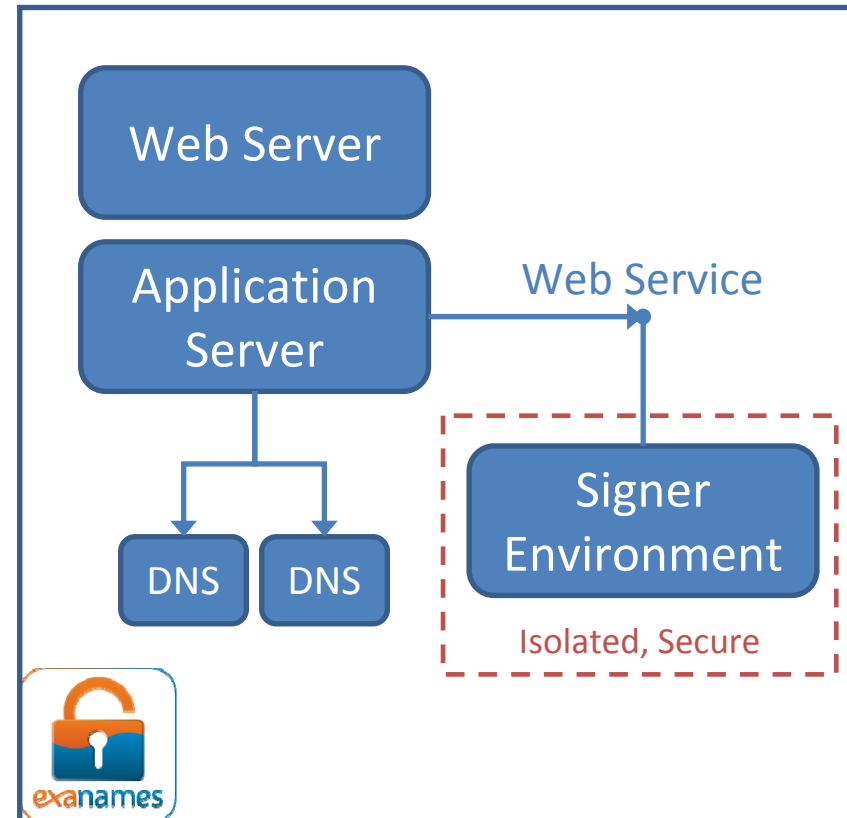 Web Server
Application
Server
Web Service
Signer
Environment
DNS DNS
Isolated, Secure
exanames